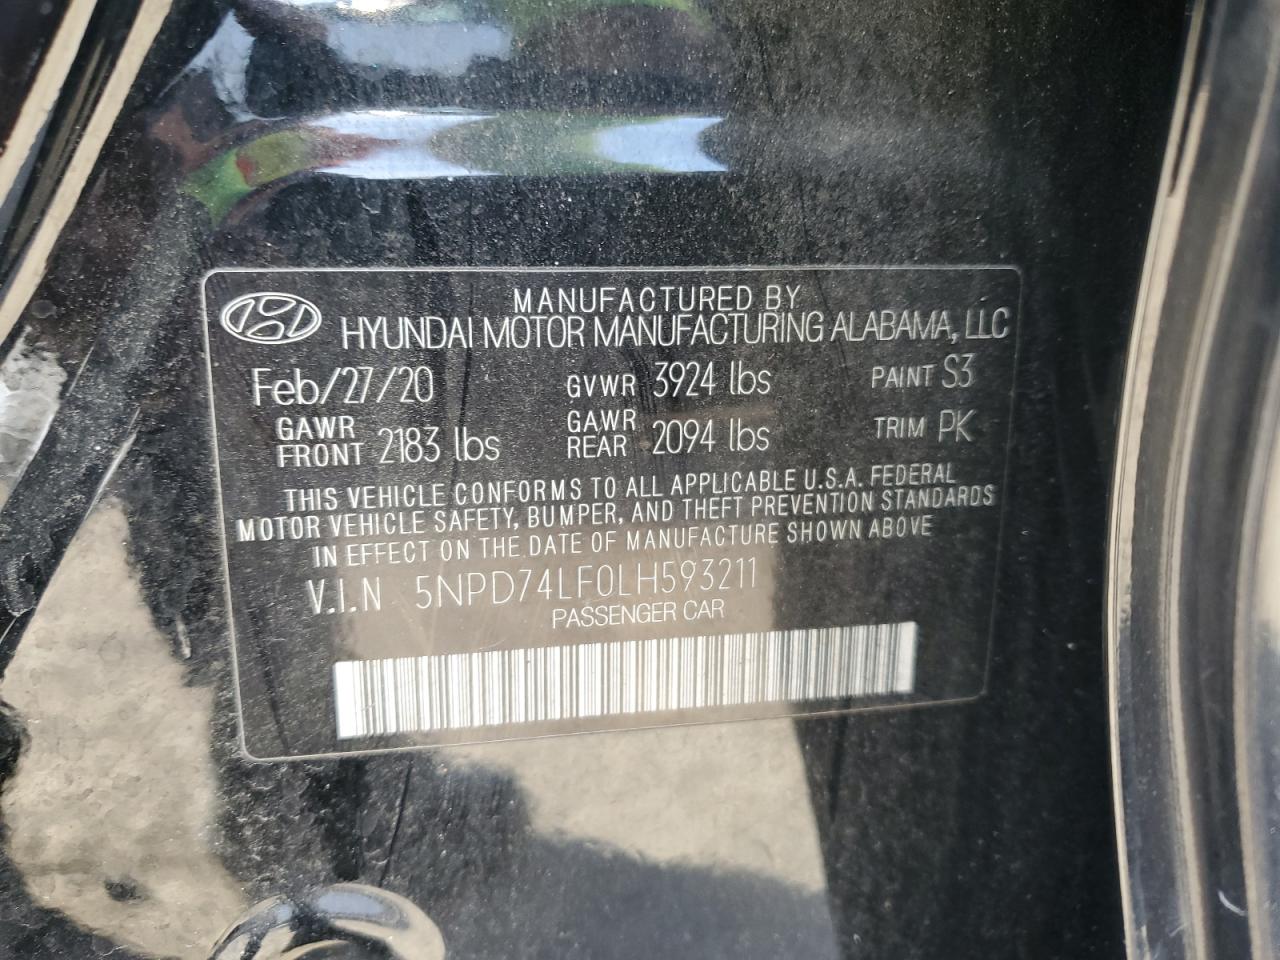 MANUFACTURED BY
HYUNDAI MOTOR MANUFACTURING ALABAMA, LLC
Feb/27/20 GVWR 3924 lbs PAINT S3
GAWR FRONT 2183 lbs GAWR REAR 2094 lbs TRIM PK
THIS VEHICLE CONFORMS TO ALL APPLICABLE U.S.A. FEDERAL
MOTOR VEHICLE SAFETY, BUMPER, AND THEFT PREVENTION STANDARDS
IN EFFECT ON THE DATE OF MANUFACTURE SHOWN ABOVE
V.I.N 5NPD74LF0LH593211
PASSENGER CAR